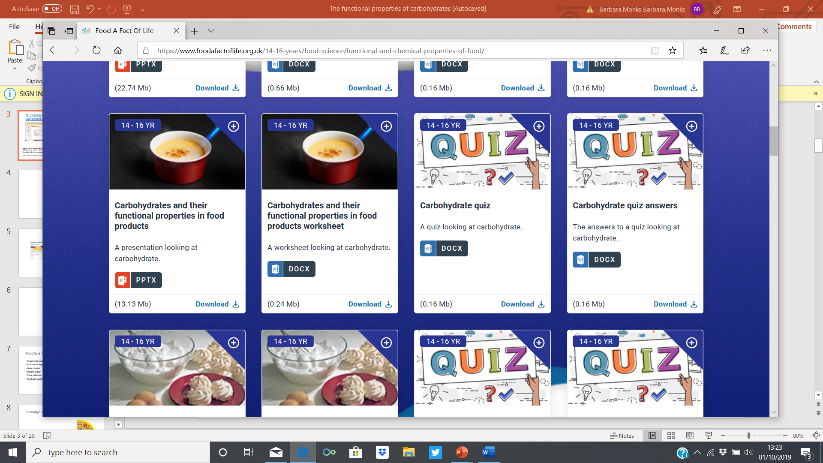 AutoSave Off
The functional properties of carbohydrates [Autosaved]
Barbara,Monks Barbara,Monks BB
File
Comments
Paste
Clipb
SIGN IN
Food A Fact Of Life
https://www.foodafactoflife.org.uk/14-16-years/food-science/functional-and-chemical-properties-of-food/
PPTX
DOCX
DOCX
DOCX
(22.74 Mb) Download
(0.66 Mb) Download
(0.16 Mb) Download
(0.16 Mb) Download
14 - 16 YR
Carbohydrates and their
functional properties in food
products
A presentation looking at
carbohydrate.
PPTX
(13.13 Mb) Download
14 - 16 YR
Carbohydrates and their
functional properties in food
products worksheet
A worksheet looking at carbohydrate.
DOCX
(0.24 Mb) Download
14 - 16 YR
QUIZ
Carbohydrate quiz
A quiz looking at carbohydrate.
DOCX
(0.16 Mb) Download
14 - 16 YR
QUIZ
Carbohydrate quiz answers
The answers to a quiz looking at
carbohydrate.
DOCX
(0.16 Mb) Download
14 - 16 YR
14 - 16 YR
14 - 16 YR
QUIZ
14 - 16 YR
QUIZ
3
4
5
6
7
8
Slide 3 of 20
Notes
80%
Type here to search
13:23
01/10/2019
3